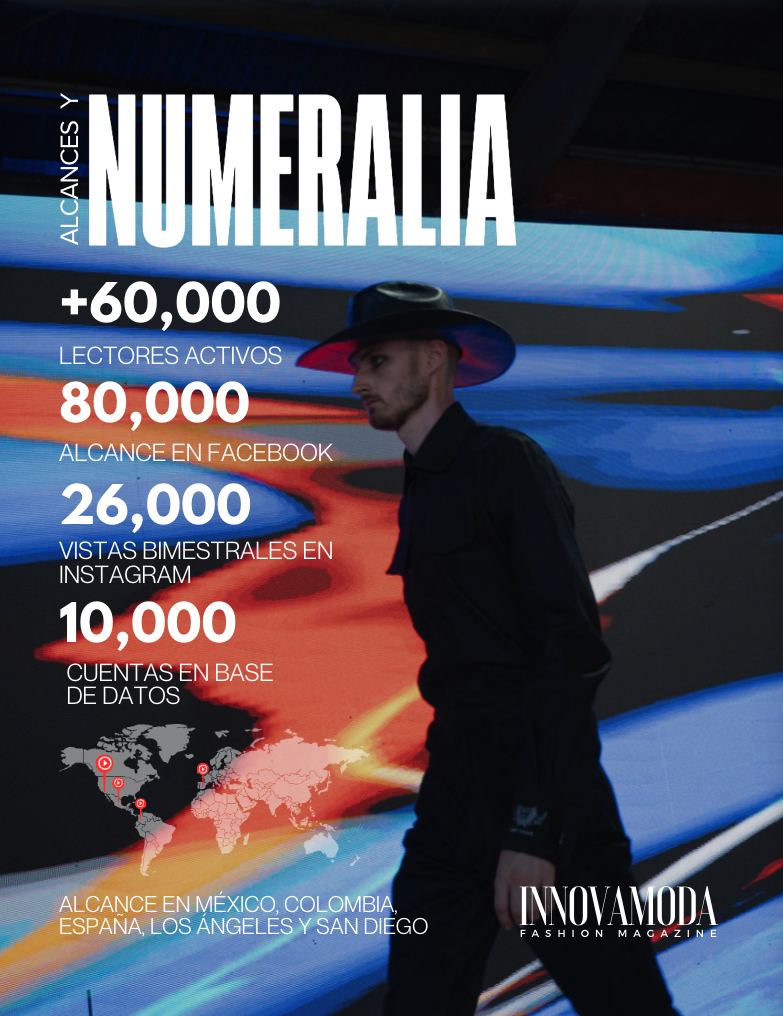 ALCANCES Y
NUMERALIA
+60,000
LECTORES ACTIVOS
80,000
ALCANCE EN FACEBOOK
26,000
VISTAS BIMESTRALES EN
INSTAGRAM
10,000
CUENTAS EN BASE
DE DATOS
ALCANCE EN MÉXICO, COLOMBIA,
ESPAÑA, LOS ÁNGELES Y SAN DIEGO
INNOVAMODA
FASHION MAGAZINE